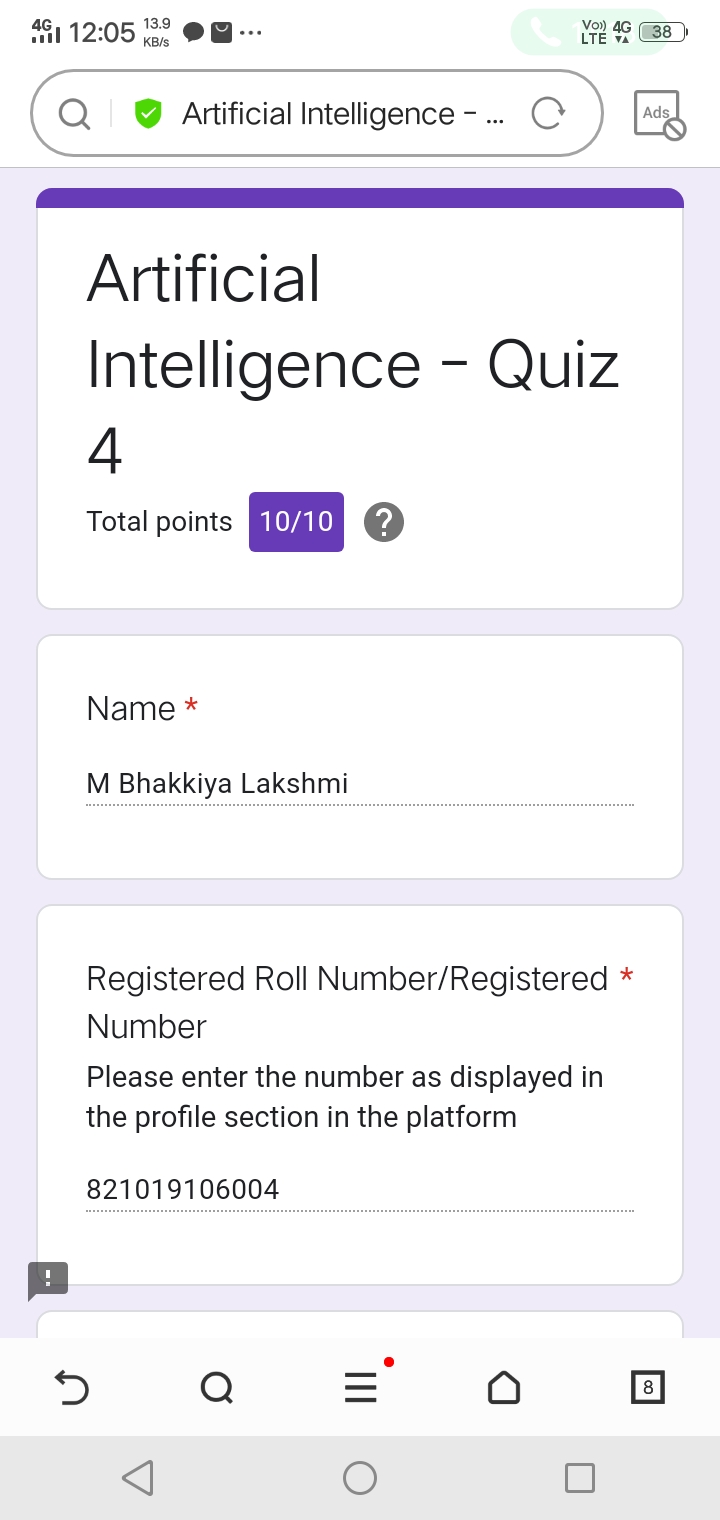 4G 12:05 13.9 KB/s ... Vo)) LTE 4G 38
Artificial Intelligence - ... Ads
Artificial
Intelligence - Quiz
4
Total points 10/10 ?
Name *
M Bhakkiya Lakshmi
Registered Roll Number/Registered *
Number
Please enter the number as displayed in
the profile section in the platform
821019106004
!
8